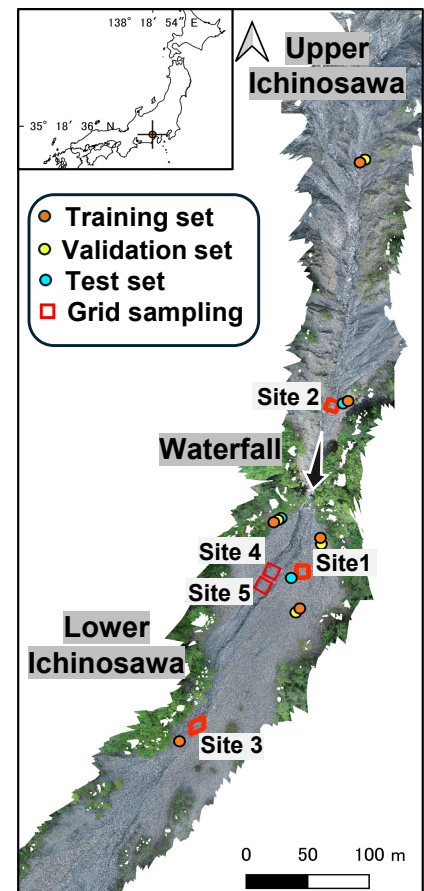 138° 18′ 54″ E
35° 18′ 36″ N
Upper
Ichinosawa
Training set
Validation set
Test set
Grid sampling
Site 2
Waterfall
Site 4
Site1
Site 5
Lower
Ichinosawa
Site 3
0 50 100 m